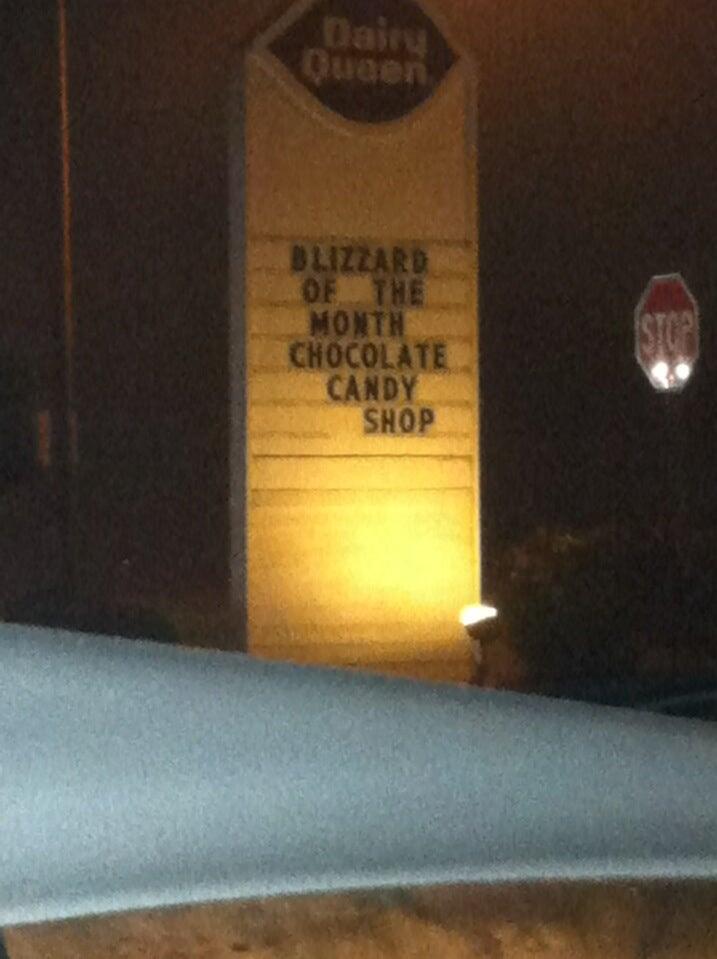 Dairy
Queen
BLIZZARD
OF THE
MONTH
CHOCOLATE
CANDY
SHOP
STOP